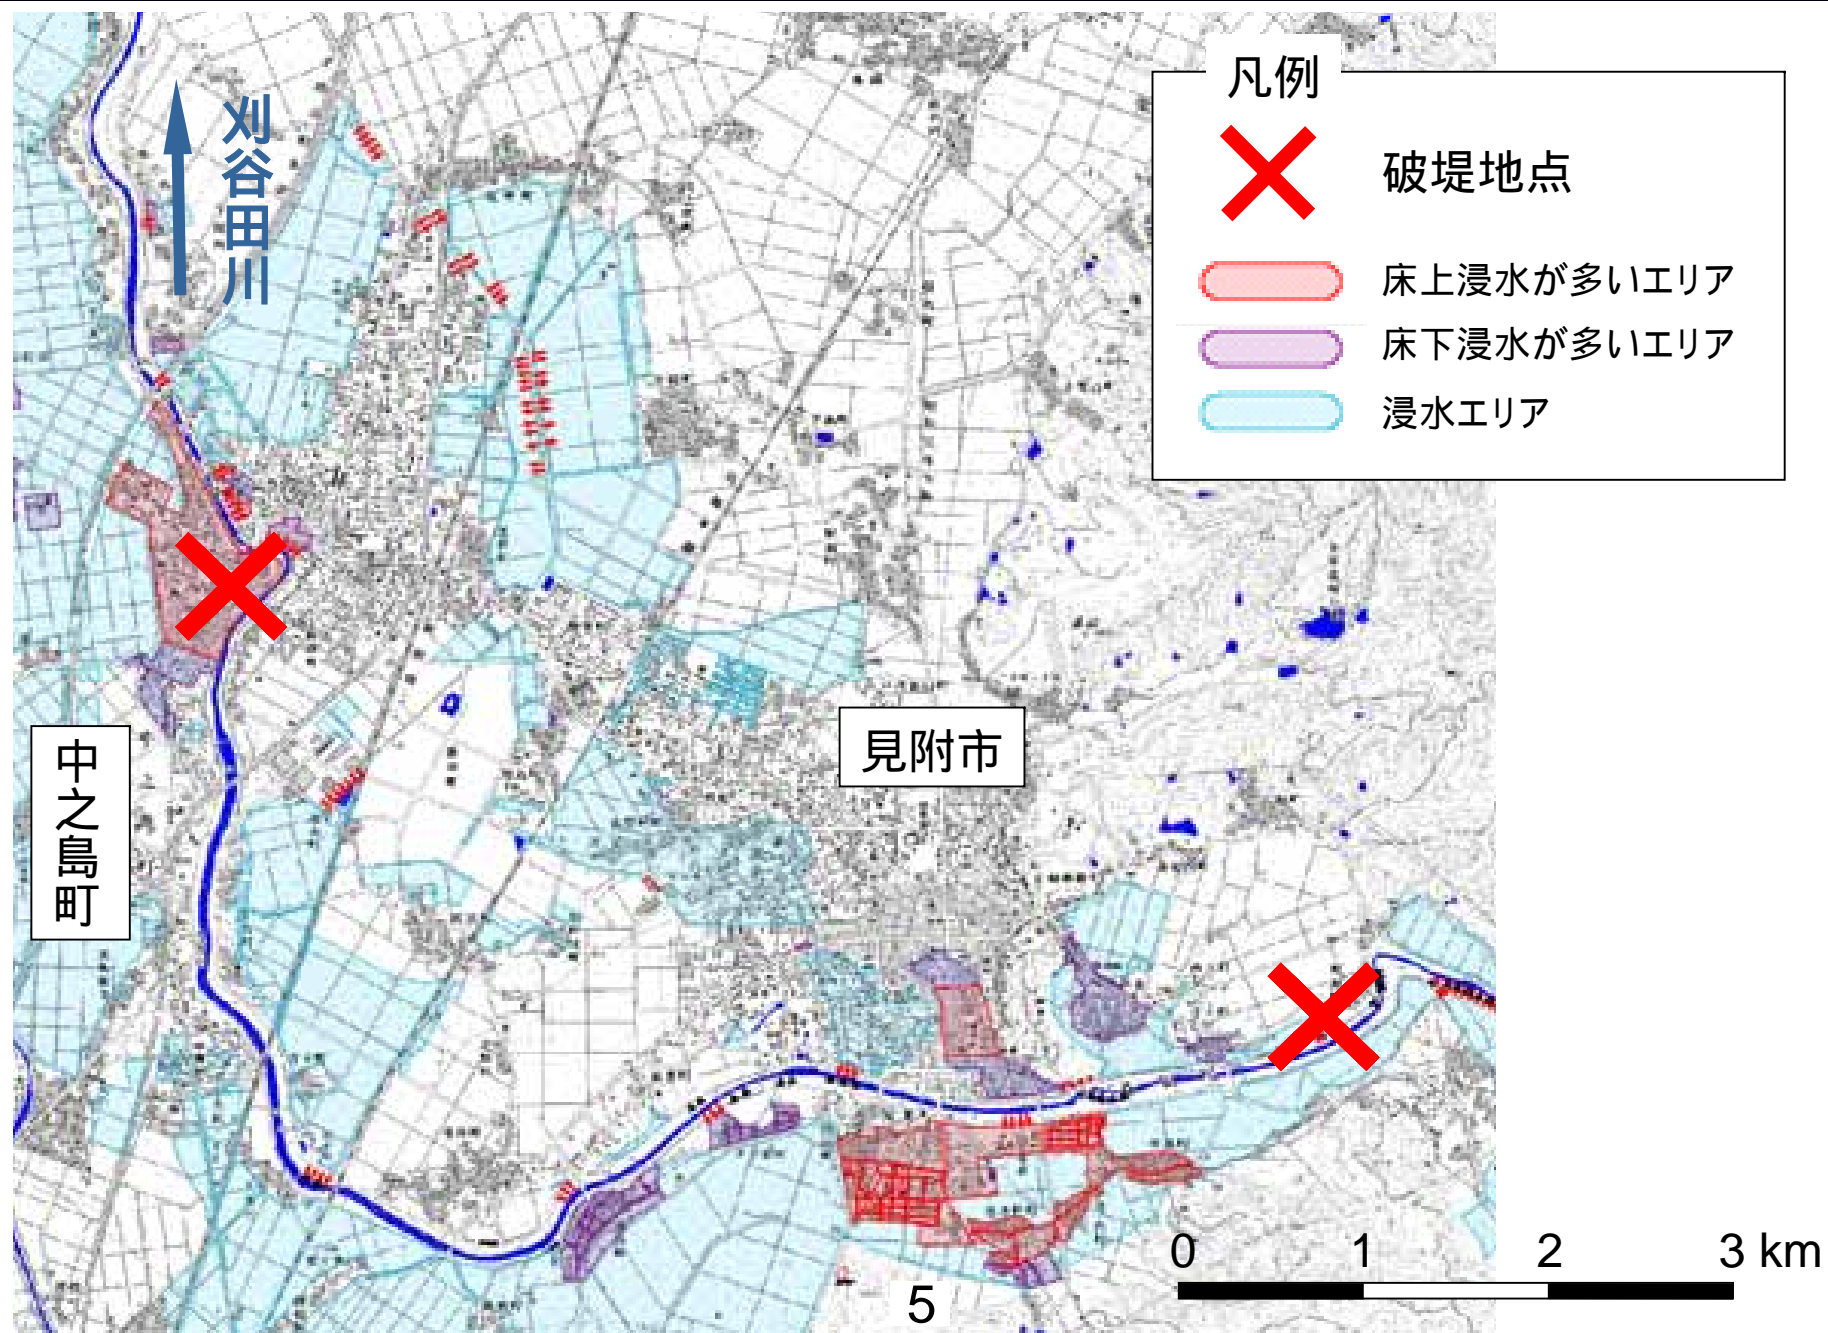 凡例
破堤地点
床上浸水が多いエリア
床下浸水が多いエリア
浸水エリア
刈谷田川
見附市
中之島町
0 1 2 3 km
5